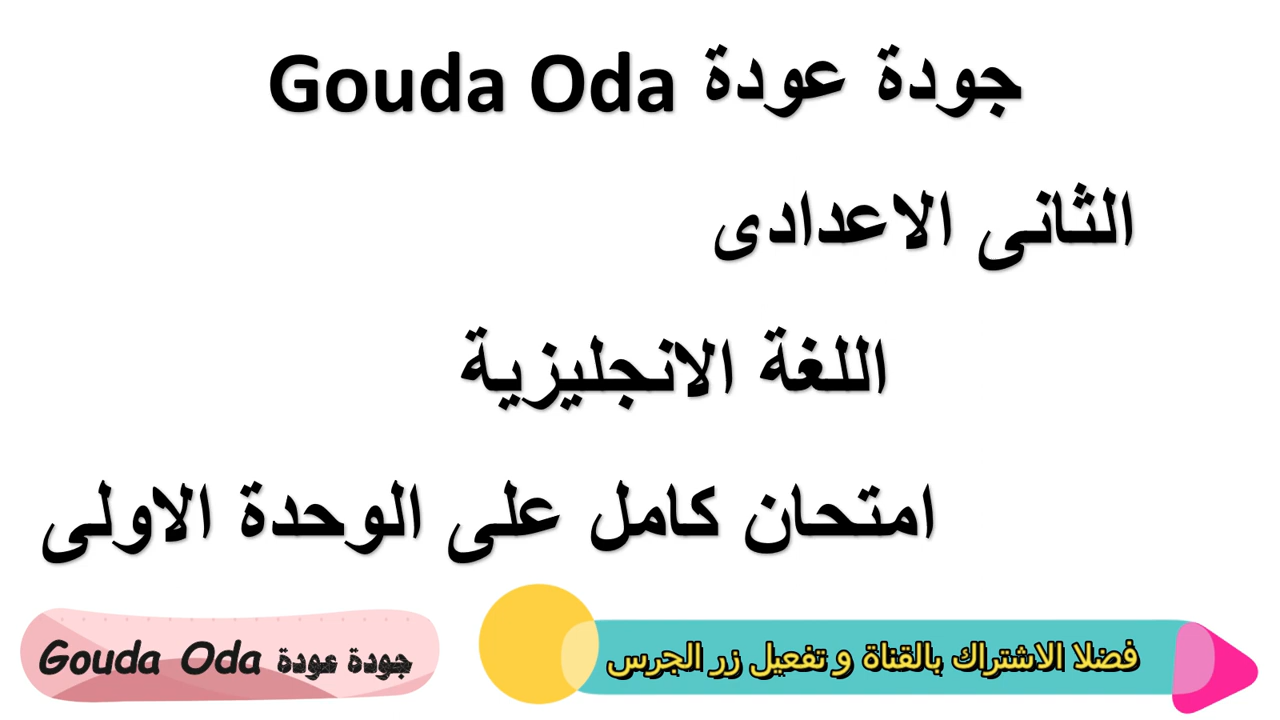 جودة عودة Gouda Oda
الثانى الاعدادى
اللغة الانجليزية
امتحان كامل على الوحدة الاولى
Gouda Oda جودة عودة
فضلا الاشتراك بالقناة و تفعيل زر الجرس